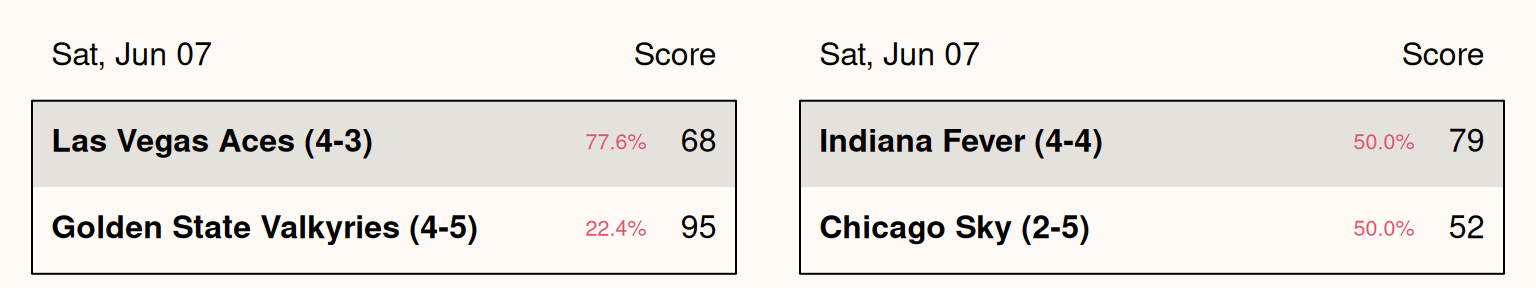 Sat, Jun 07 Score
Las Vegas Aces (4-3) 77.6% 68
Golden State Valkyries (4-5) 22.4% 95
Sat, Jun 07 Score
Indiana Fever (4-4) 50.0% 79
Chicago Sky (2-5) 50.0% 52